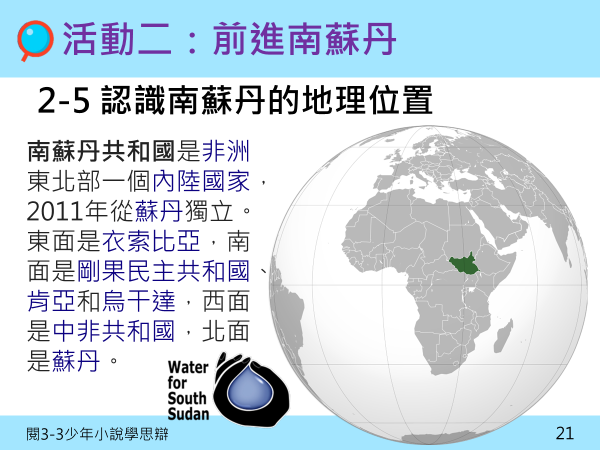 活動二：前進南蘇丹
2-5 認識南蘇丹的地理位置
南蘇丹共和國是非洲
東北部一個內陸國家，
2011年從蘇丹獨立。
東面是衣索比亞，南
面是剛果民主共和國、
肯亞和烏干達，西面
是中非共和國，北面
是蘇丹。
Water
for
South
Sudan
閱3-3少年小說學思辯
21